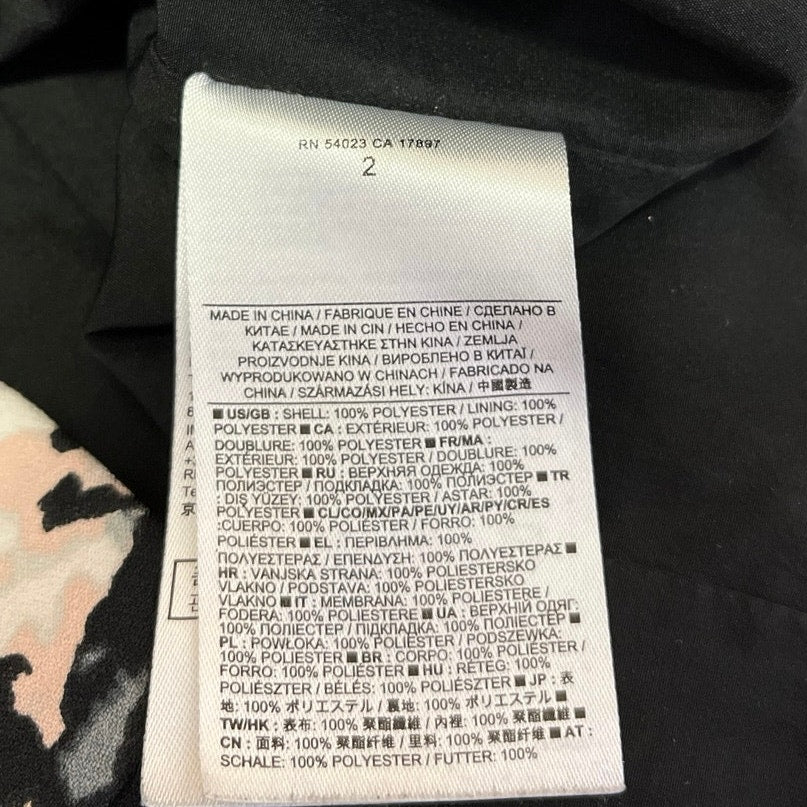 RN 54023 CA 17897
2
MADE IN CHINA / FABRIQUE EN CHINE / СДЕЛАНО В
КИТАЕ / MADE IN CIN / HECHO EN CHINA /
ΚΑΤΑΣΚΕΥΑΣΤΗΚΕ ΣΤΗΝ ΚΙΝΑ / ZEMLJA
PROIZVODNJE KINA / ВИРОБЛЕНО В КИТАЇ /
WYPRODUKOWANO W CHINACH / FABRICADO NA
CHINA / SZÁRMAZÁSI HELY: KÍNA / 中國製造
■ US/GB : SHELL: 100% POLYESTER / LINING: 100%
POLYESTER ■ CA : EXTÉRIEUR: 100% POLYESTER /
DOUBLURE: 100% POLYESTER ■ FR/MA :
EXTÉRIEUR: 100% POLYESTER / DOUBLURE: 100%
POLYESTER ■ RU : ВЕРХНЯЯ ОДЕЖДА: 100%
ПОЛИЭСТЕР / ПОДКЛАДКА: 100% ПОЛИЭСТЕР ■ TR
: DIŞ YÜZEY: 100% POLYESTER / ASTAR: 100%
POLYESTER ■ CL/CO/MX/PA/PE/UY/AR/PY/CR/ES
:CUERPO: 100% POLIÉSTER / FORRO: 100%
POLIÉSTER ■ EL : ΠΕΡΙΒΛΗΜΑ: 100%
ΠΟΛΥΕΣΤΕΡΑΣ / ΕΠΕΝΔΥΣΗ: 100% ΠΟΛΥΕΣΤΕΡΑΣ ■
HR : VANJSKA STRANA: 100% POLIESTERSKO
VLAKNO / PODSTAVA: 100% POLIESTERSKO
VLAKNO ■ IT : MEMBRANA: 100% POLIESTERE /
FODERA: 100% POLIESTERE ■ UA : ВЕРХНІЙ ОДЯГ:
100% ПОЛІЕСТЕР / ПІДКЛАДКА: 100% ПОЛІЕСТЕР ■
PL : POWŁOKA: 100% POLIESTER / PODSZEWKA:
100% POLIESTER ■ BR : CORPO: 100% POLIÉSTER /
FORRO: 100% POLIÉSTER ■ HU : RÉTEG: 100%
POLIÉSZTER / BÉLÉS: 100% POLIÉSZTER ■ JP : 表
地: 100% ポリエステル / 裏地: 100% ポリエステル ■
TW/HK : 表布: 100% 聚酯纖維 / 內裡: 100% 聚酯纖維 ■
CN : 面料: 100% 聚酯纤维 / 里料: 100% 聚酯纤维 ■ AT :
SCHALE: 100% POLYESTER / FUTTER: 100%